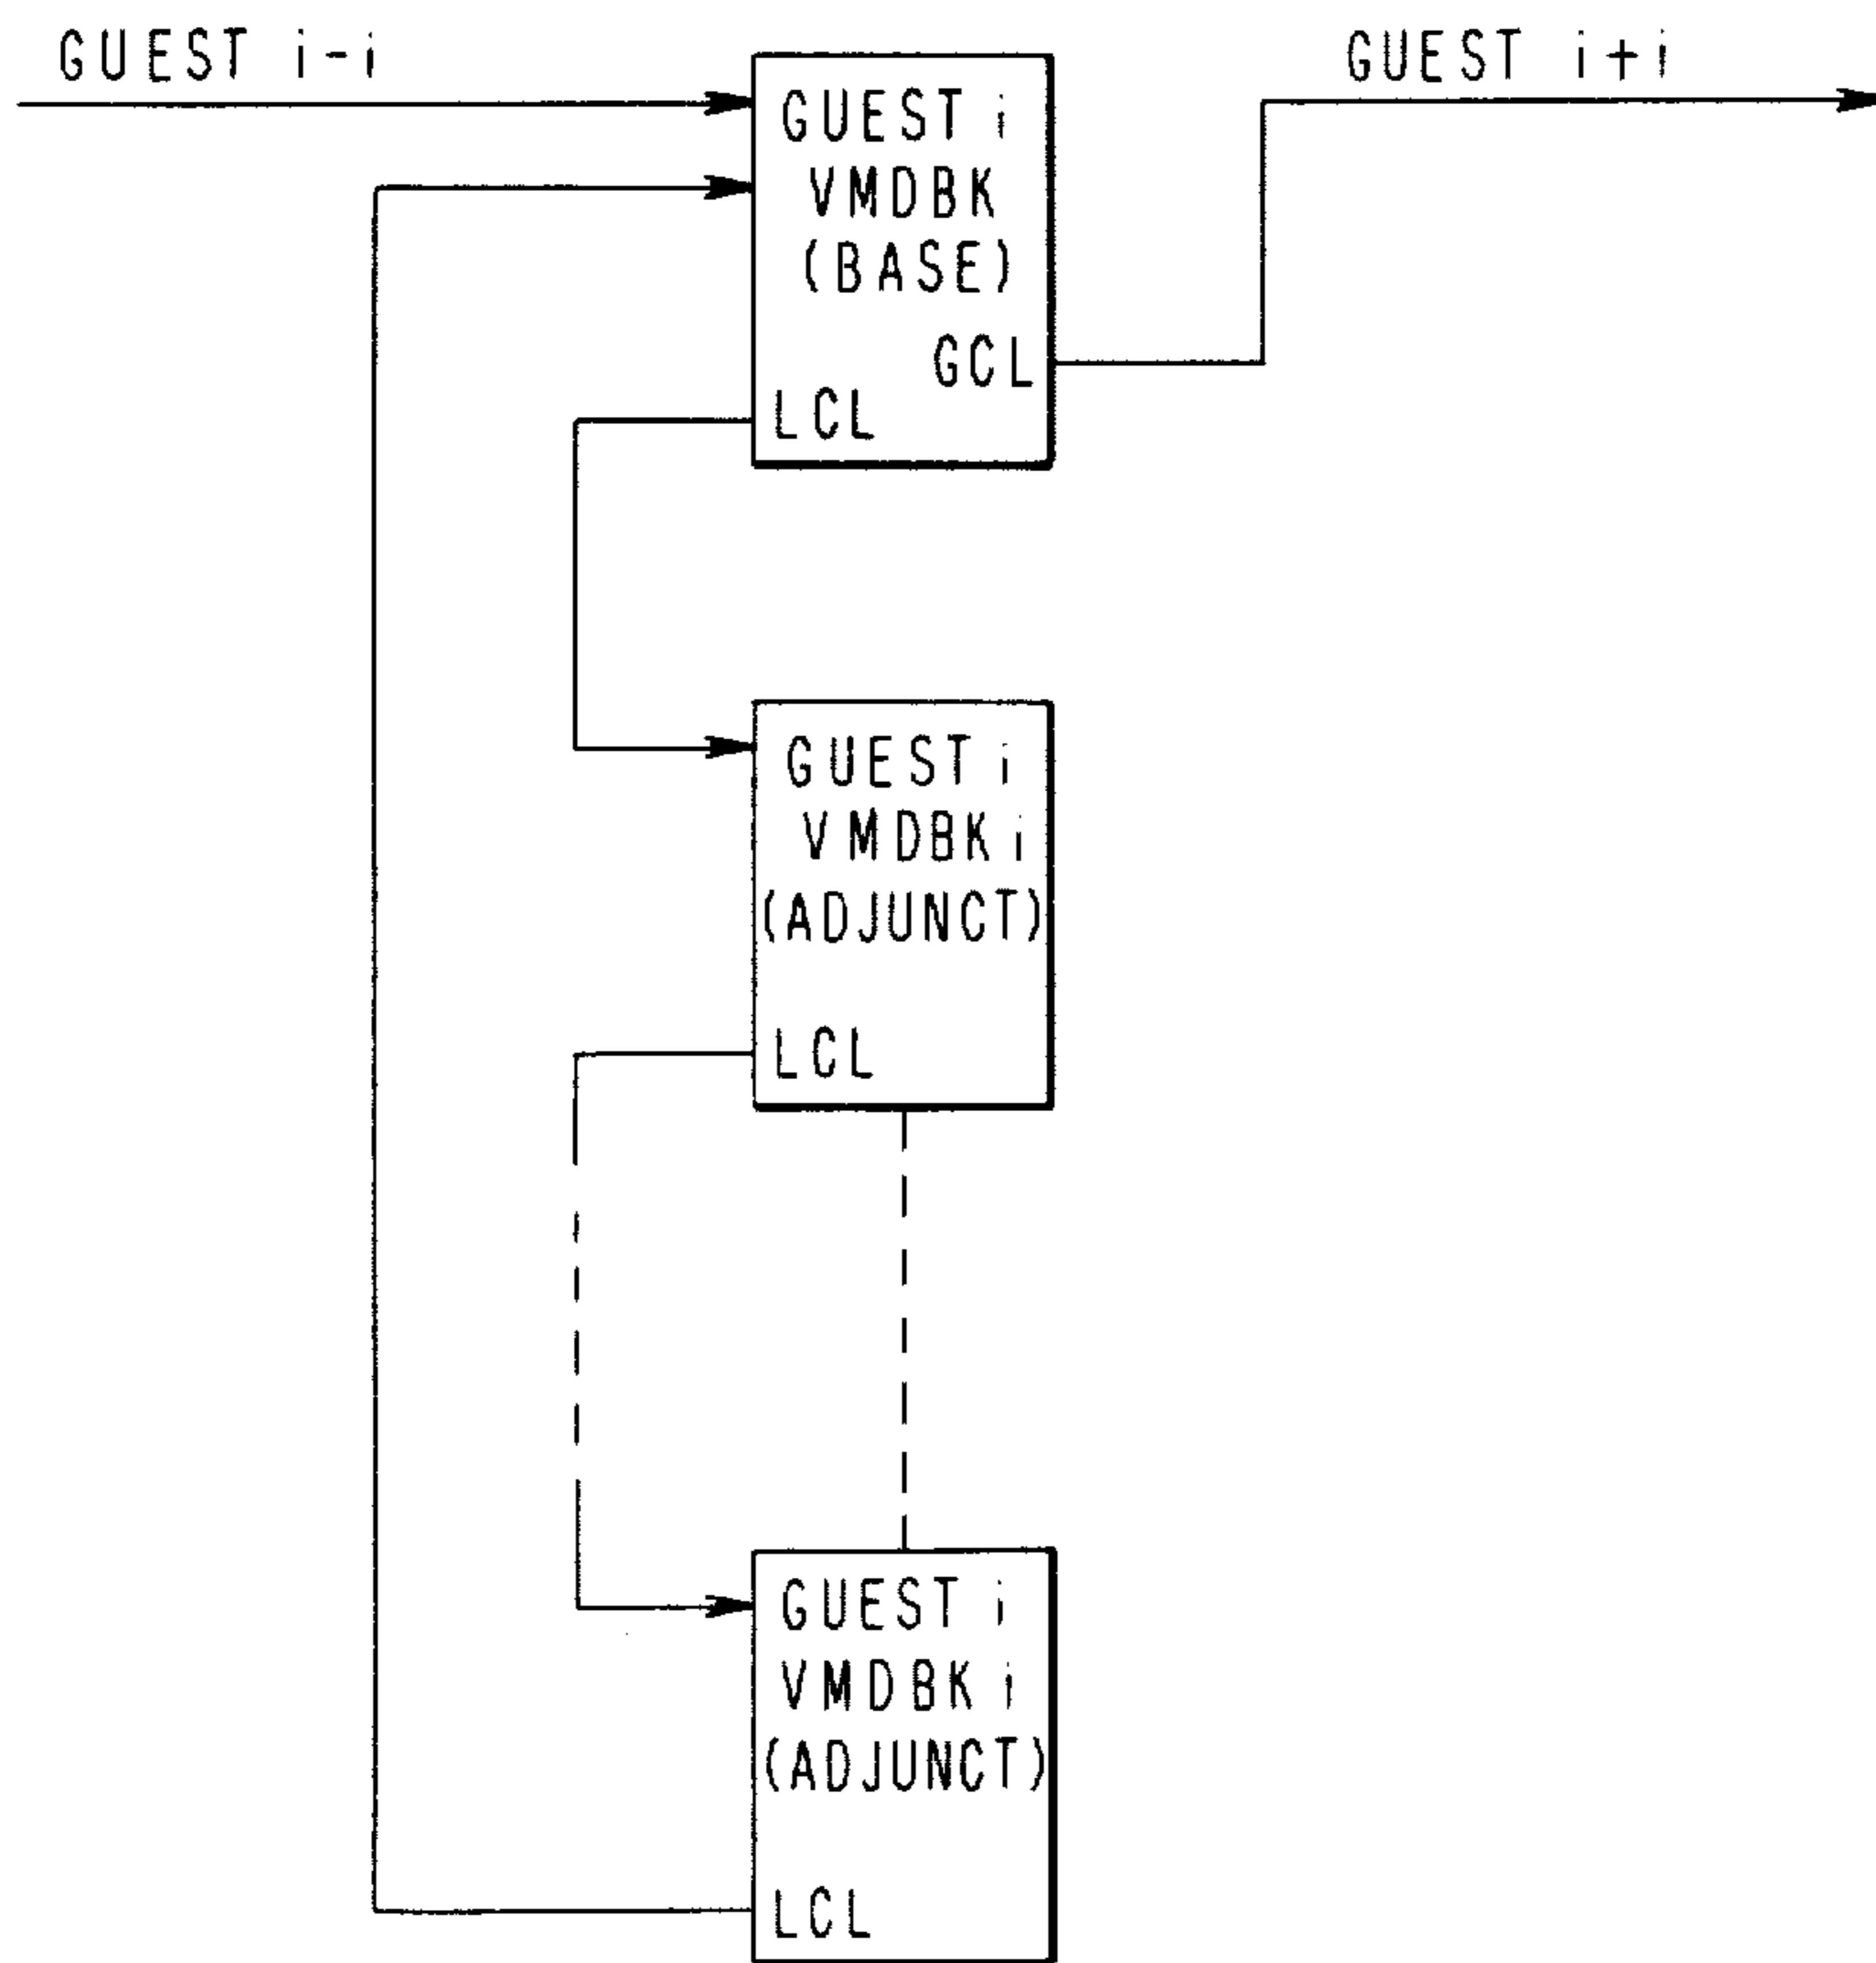 GUEST i-i
GUEST i+i
GUEST i
VMDBK
(BASE)
GCL
LCL
GUEST i
VMDBK i
(ADJUNCT)
LCL
GUEST i
VMDBK i
(ADJUNCT)
LCL